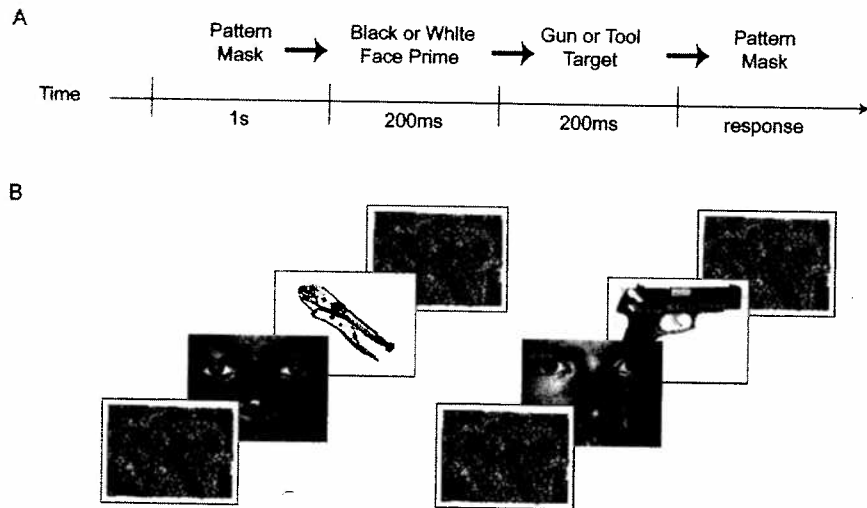 A
Pattern
Mask
Black or White
Face Prime
Gun or Tool
Target
Pattern
Mask
Time
1s
200ms
200ms
response
B